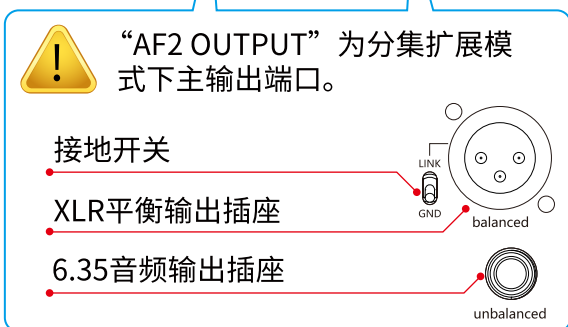 “AF2 OUTPUT”为分集扩展模
式下主输出端口。
接地开关
LINK
GND
XLR平衡输出插座
balanced
6.35音频输出插座
unbalanced